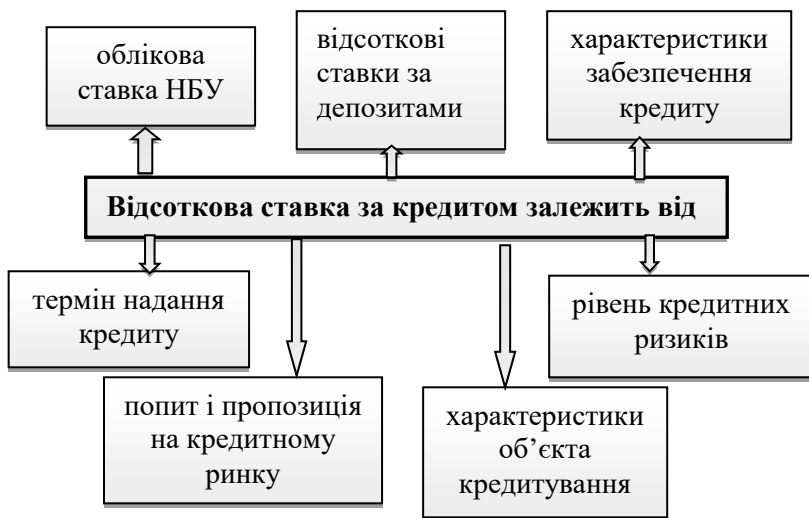 облікова
ставка НБУ
відсоткові
ставки за
депозитами
характеристики
забезпечення
кредиту
Відсоткова ставка за кредитом залежить від
термін надання
кредиту
попит і пропозиція
на кредитному
ринку
характеристики
об’єкта
кредитування
рівень кредитних
ризиків